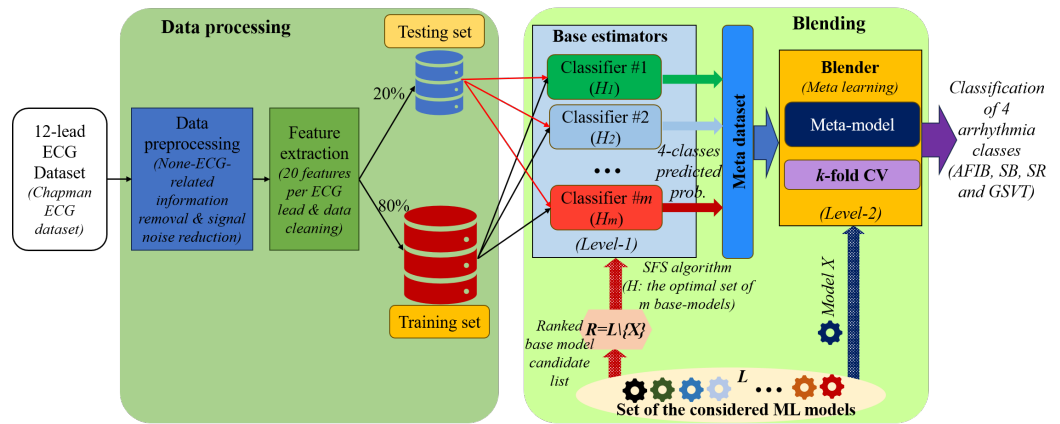 Data processing
Blending
12-lead
ECG
Dataset
(Chapman
ECG
dataset)
Data
preprocessing
(None-ECG-
related
information
removal & signal
noise reduction)
Feature
extraction
(20 features
per ECG
lead & data
cleaning)
Testing set
20%
80%
Training set
Base estimators
Classifier #1
(H1)
Classifier #2
(H2)
...
Classifier #m
(Hm)
(Level-1)
4-classes
predicted
prob.
Meta dataset
Blender
(Meta learning)
Meta-model
k-fold CV
(Level-2)
Classification
of 4
arrhythmia
classes
(AFIB, SB, SR
and GSVT)
SFS algorithm
(H: the optimal set of
m base-models)
R=L\{X}
Ranked
base model
candidate
list
Model X
L
...
Set of the considered ML models